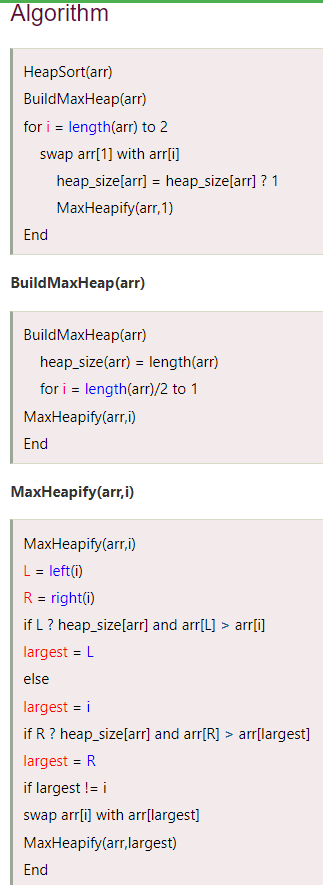 Algorithm
HeapSort(arr)
BuildMaxHeap(arr)
for i = length(arr) to 2
swap arr[1] with arr[i]
heap_size[arr] = heap_size[arr] ? 1
MaxHeapify(arr,1)
End
BuildMaxHeap(arr)
BuildMaxHeap(arr)
heap_size(arr) = length(arr)
for i = length(arr)/2 to 1
MaxHeapify(arr,i)
End
MaxHeapify(arr,i)
MaxHeapify(arr,i)
L = left(i)
R = right(i)
if L ? heap_size[arr] and arr[L] > arr[i]
largest = L
else
largest = i
if R ? heap_size[arr] and arr[R] > arr[largest]
largest = R
if largest != i
swap arr[i] with arr[largest]
MaxHeapify(arr,largest)
End